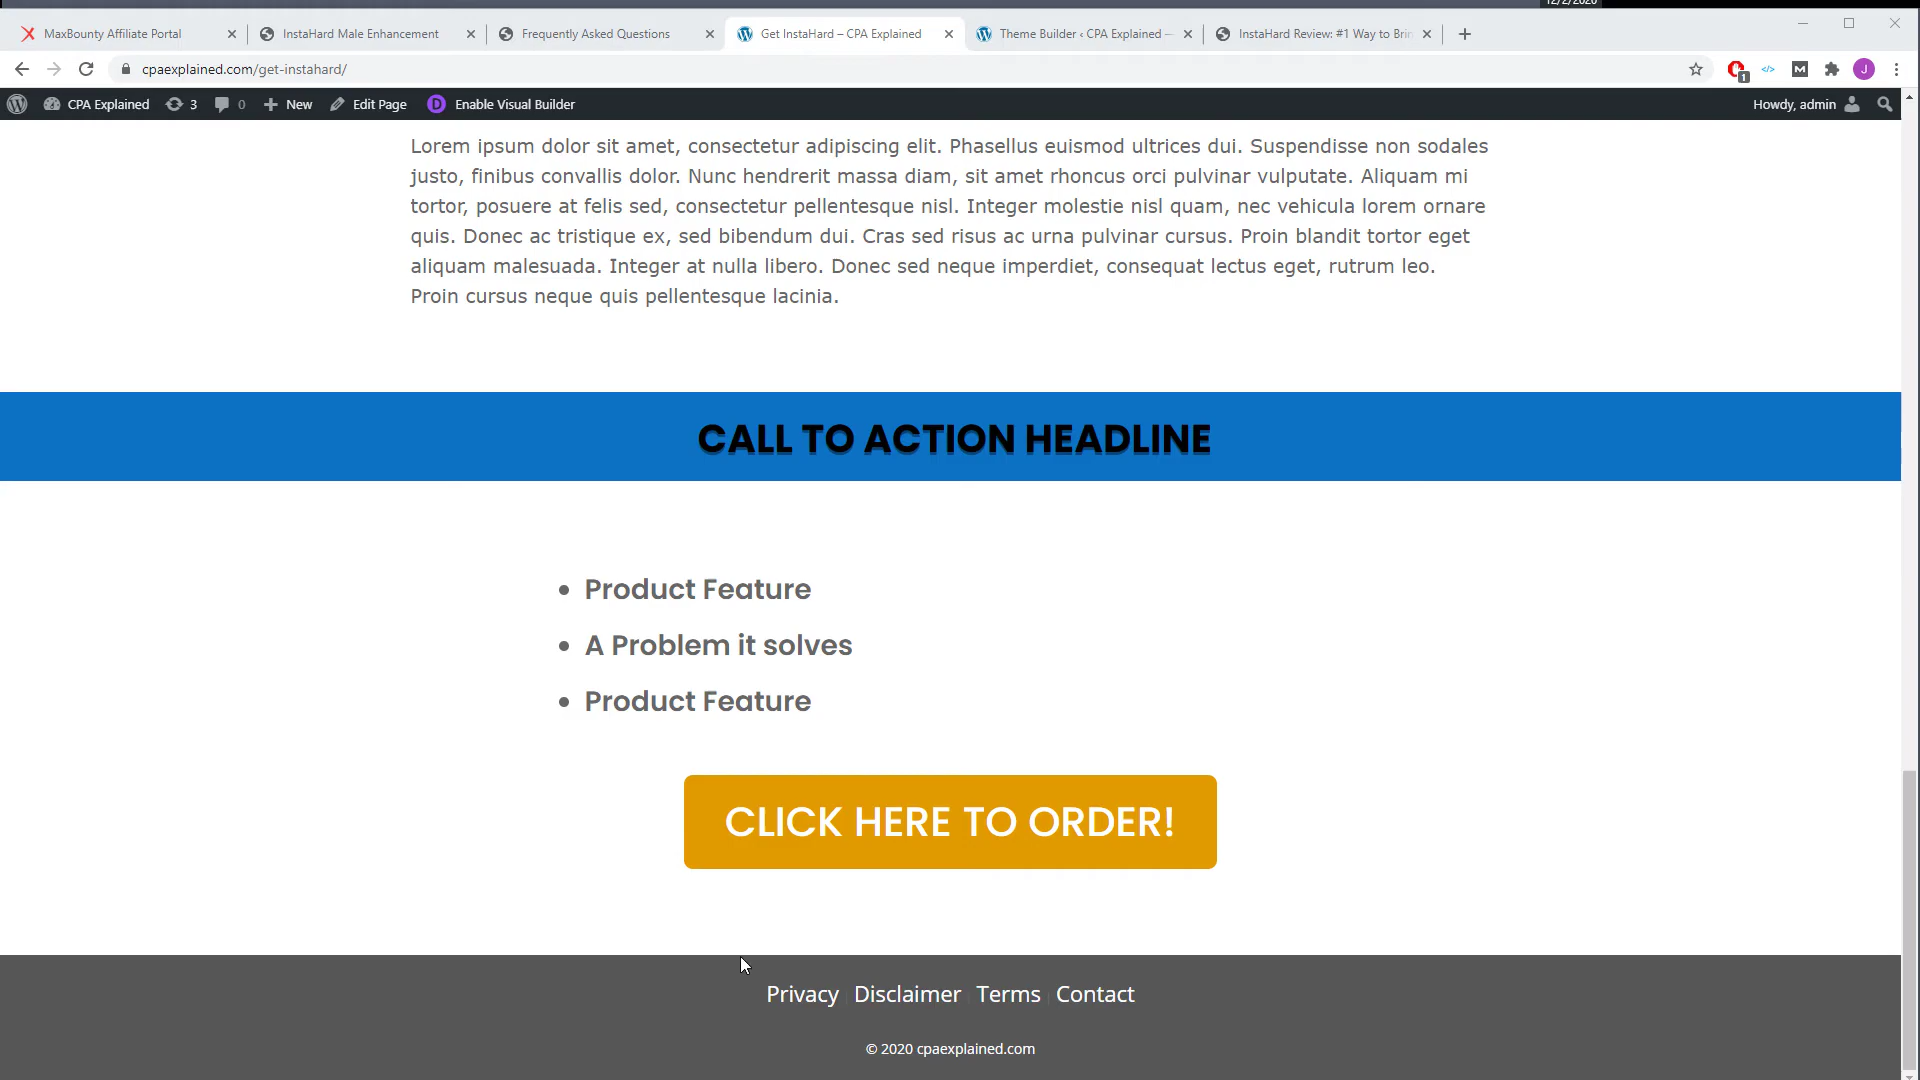 12/2/2020
MaxBounty Affiliate Portal
InstaHard Male Enhancement
Frequently Asked Questions
Get InstaHard – CPA Explained
Theme Builder ‹ CPA Explained —
InstaHard Review: #1 Way to Brin
cpaexplained.com/get-instahard/
1
M
J
CPA Explained
3
0
New
Edit Page
D
Enable Visual Builder
Howdy, admin
Lorem ipsum dolor sit amet, consectetur adipiscing elit. Phasellus euismod ultrices dui. Suspendisse non sodales
justo, finibus convallis dolor. Nunc hendrerit massa diam, sit amet rhoncus orci pulvinar vulputate. Aliquam mi
tortor, posuere at felis sed, consectetur pellentesque nisl. Integer molestie nisl quam, nec vehicula lorem ornare
quis. Donec ac tristique ex, sed bibendum dui. Cras sed risus ac urna pulvinar cursus. Proin blandit tortor eget
aliquam malesuada. Integer at nulla libero. Donec sed neque imperdiet, consequat lectus eget, rutrum leo.
Proin cursus neque quis pellentesque lacinia.
CALL TO ACTION HEADLINE
• Product Feature
• A Problem it solves
• Product Feature
CLICK HERE TO ORDER!
Privacy | Disclaimer | Terms | Contact
© 2020 cpaexplained.com